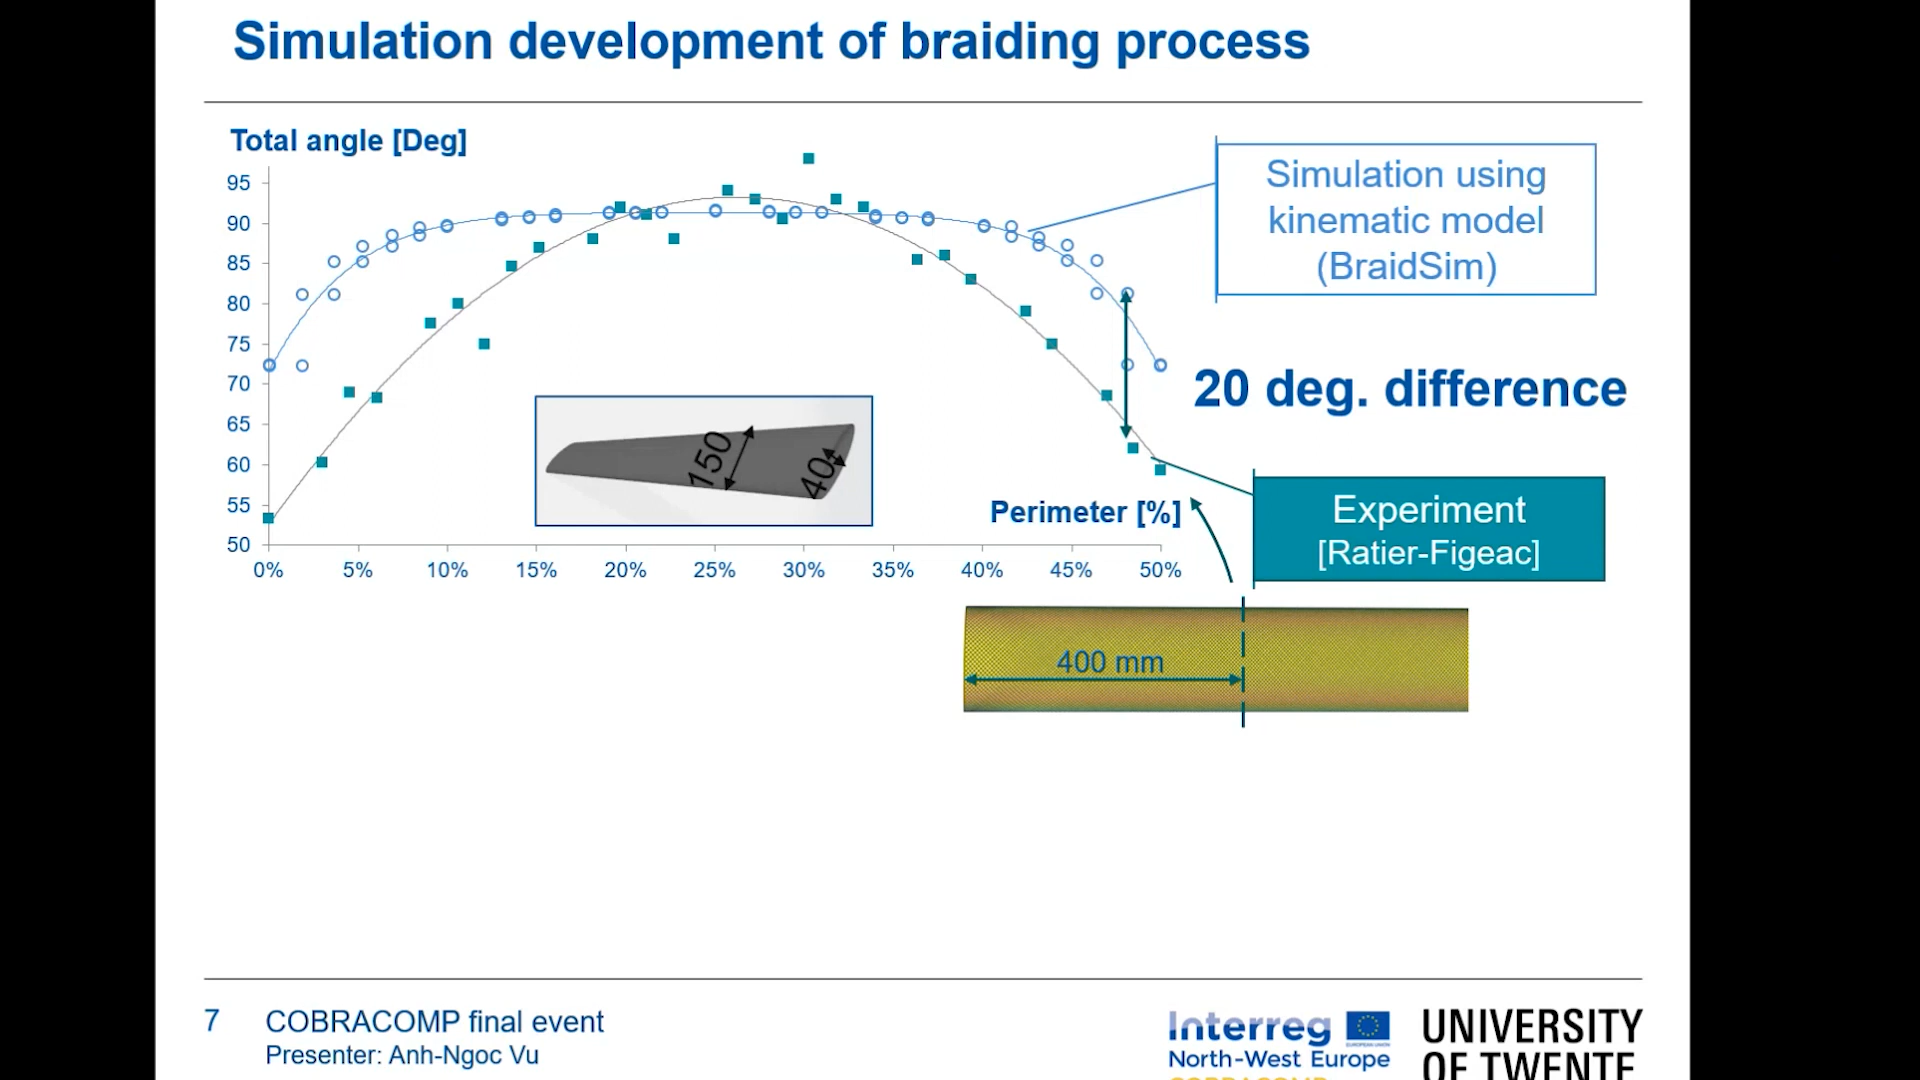 Simulation development of braiding process
Total angle [Deg]
95
90
85
80
75
70
65
60
55
50
0%
5%
10%
15%
20%
25%
30%
35%
40%
45%
50%
Perimeter [%]
150
40
Simulation using
kinematic model
(BraidSim)
20 deg. difference
Experiment
[Ratier-Figeac]
400 mm
7
COBRACOMP final event
Presenter: Anh-Ngoc Vu
Interreg
EUROPEAN UNION
North-West Europe
COBRACOMP
UNIVERSITY
OF TWENTE